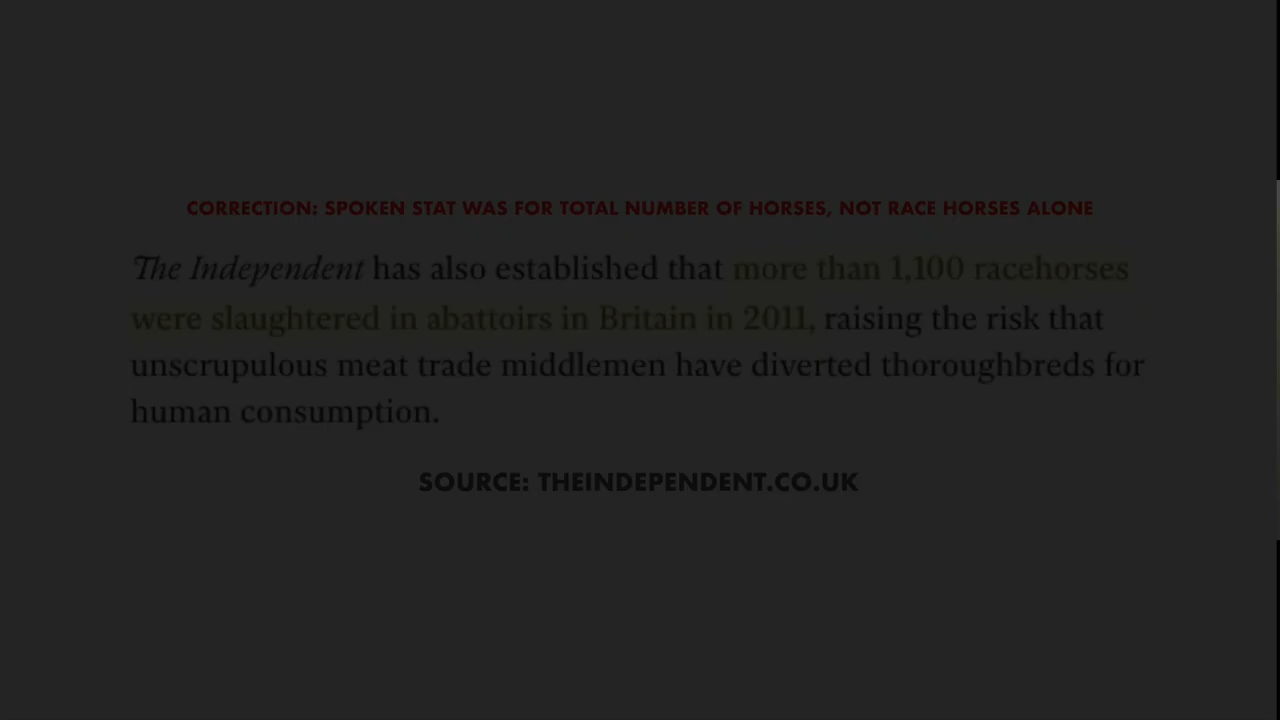 CORRECTION: SPOKEN STAT WAS FOR TOTAL NUMBER OF HORSES, NOT RACE HORSES ALONE
The Independent has also established that more than 1,100 racehorses
were slaughtered in abattoirs in Britain in 2011, raising the risk that
unscrupulous meat trade middlemen have diverted thoroughbreds for
human consumption.
SOURCE: THEINDEPENDENT.CO.UK